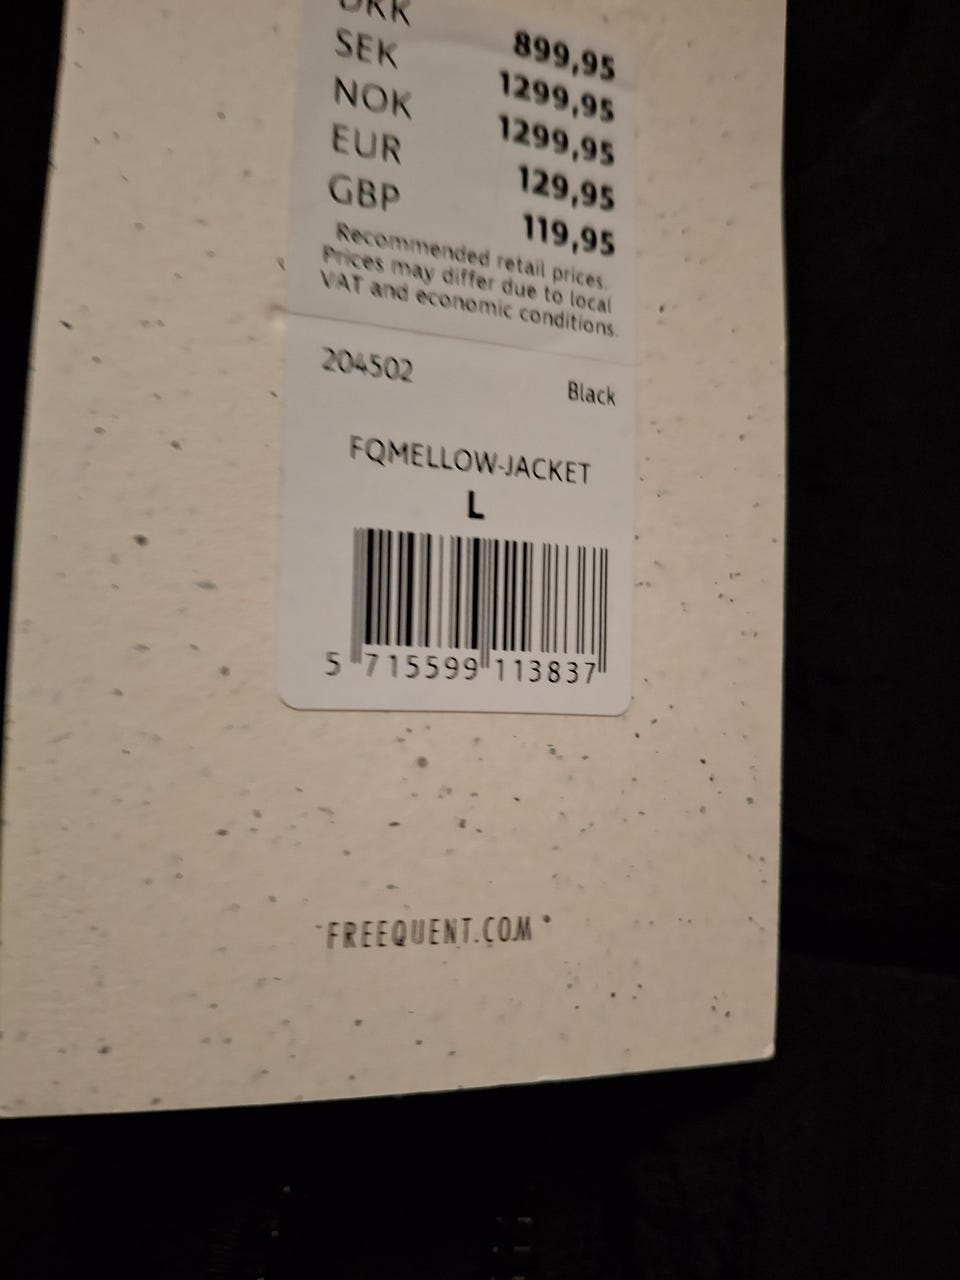 DKK 899,95
SEK 1299,95
NOK 1299,95
EUR 129,95
GBP 119,95
Recommended retail prices.
Prices may differ due to local
VAT and economic conditions.
204502 Black
FQMELLOW-JACKET
L
5 715599 113837
FREEQUENT.COM